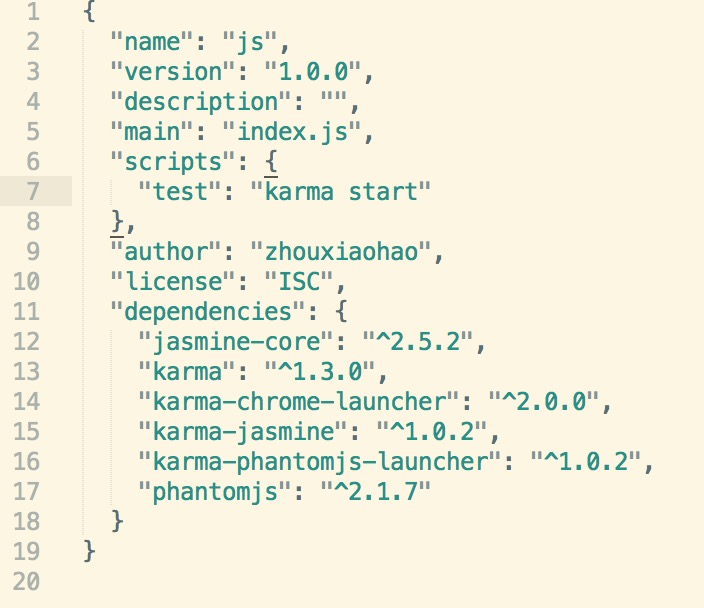 1 {
2 "name": "js",
3 "version": "1.0.0",
4 "description": "",
5 "main": "index.js",
6 "scripts": {
7 "test": "karma start"
8 },
9 "author": "zhouxiaohao",
10 "license": "ISC",
11 "dependencies": {
12 "jasmine-core": "^2.5.2",
13 "karma": "^1.3.0",
14 "karma-chrome-launcher": "^2.0.0",
15 "karma-jasmine": "^1.0.2",
16 "karma-phantomjs-launcher": "^1.0.2",
17 "phantomjs": "^2.1.7"
18 }
19 }
20